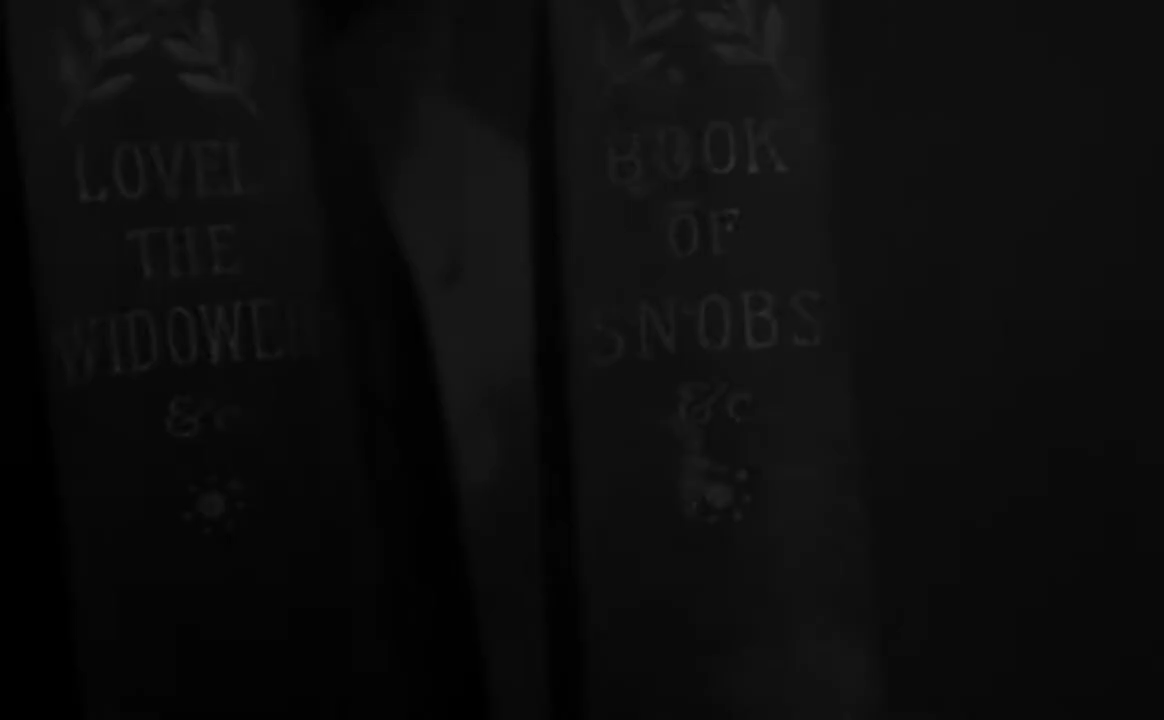 LOVEL
THE
WIDOWER
&c
BOOK
OF
SNOBS
&c